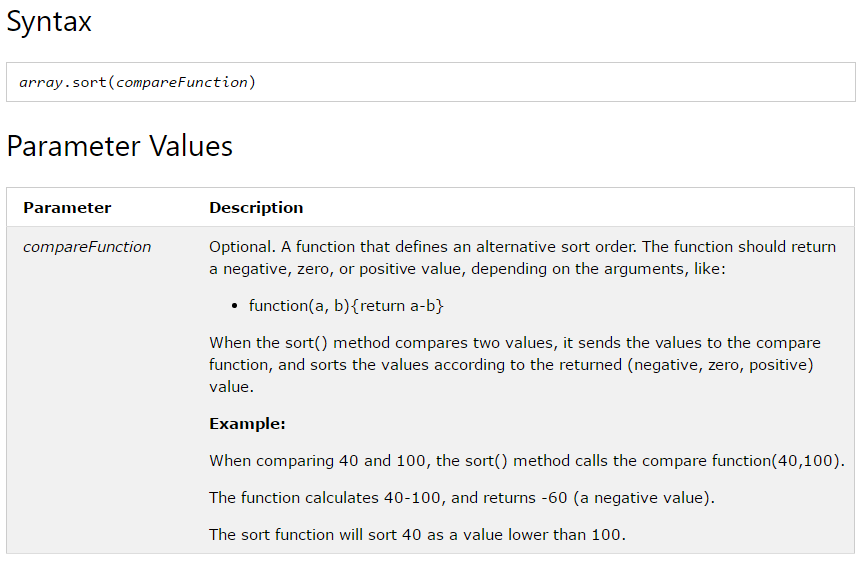 Syntax
array.sort(compareFunction)
Parameter Values
Parameter Description
compareFunction Optional. A function that defines an alternative sort order. The function should return
a negative, zero, or positive value, depending on the arguments, like:
• function(a, b){return a-b}
When the sort() method compares two values, it sends the values to the compare
function, and sorts the values according to the returned (negative, zero, positive)
value.
Example:
When comparing 40 and 100, the sort() method calls the compare function(40,100).
The function calculates 40-100, and returns -60 (a negative value).
The sort function will sort 40 as a value lower than 100.